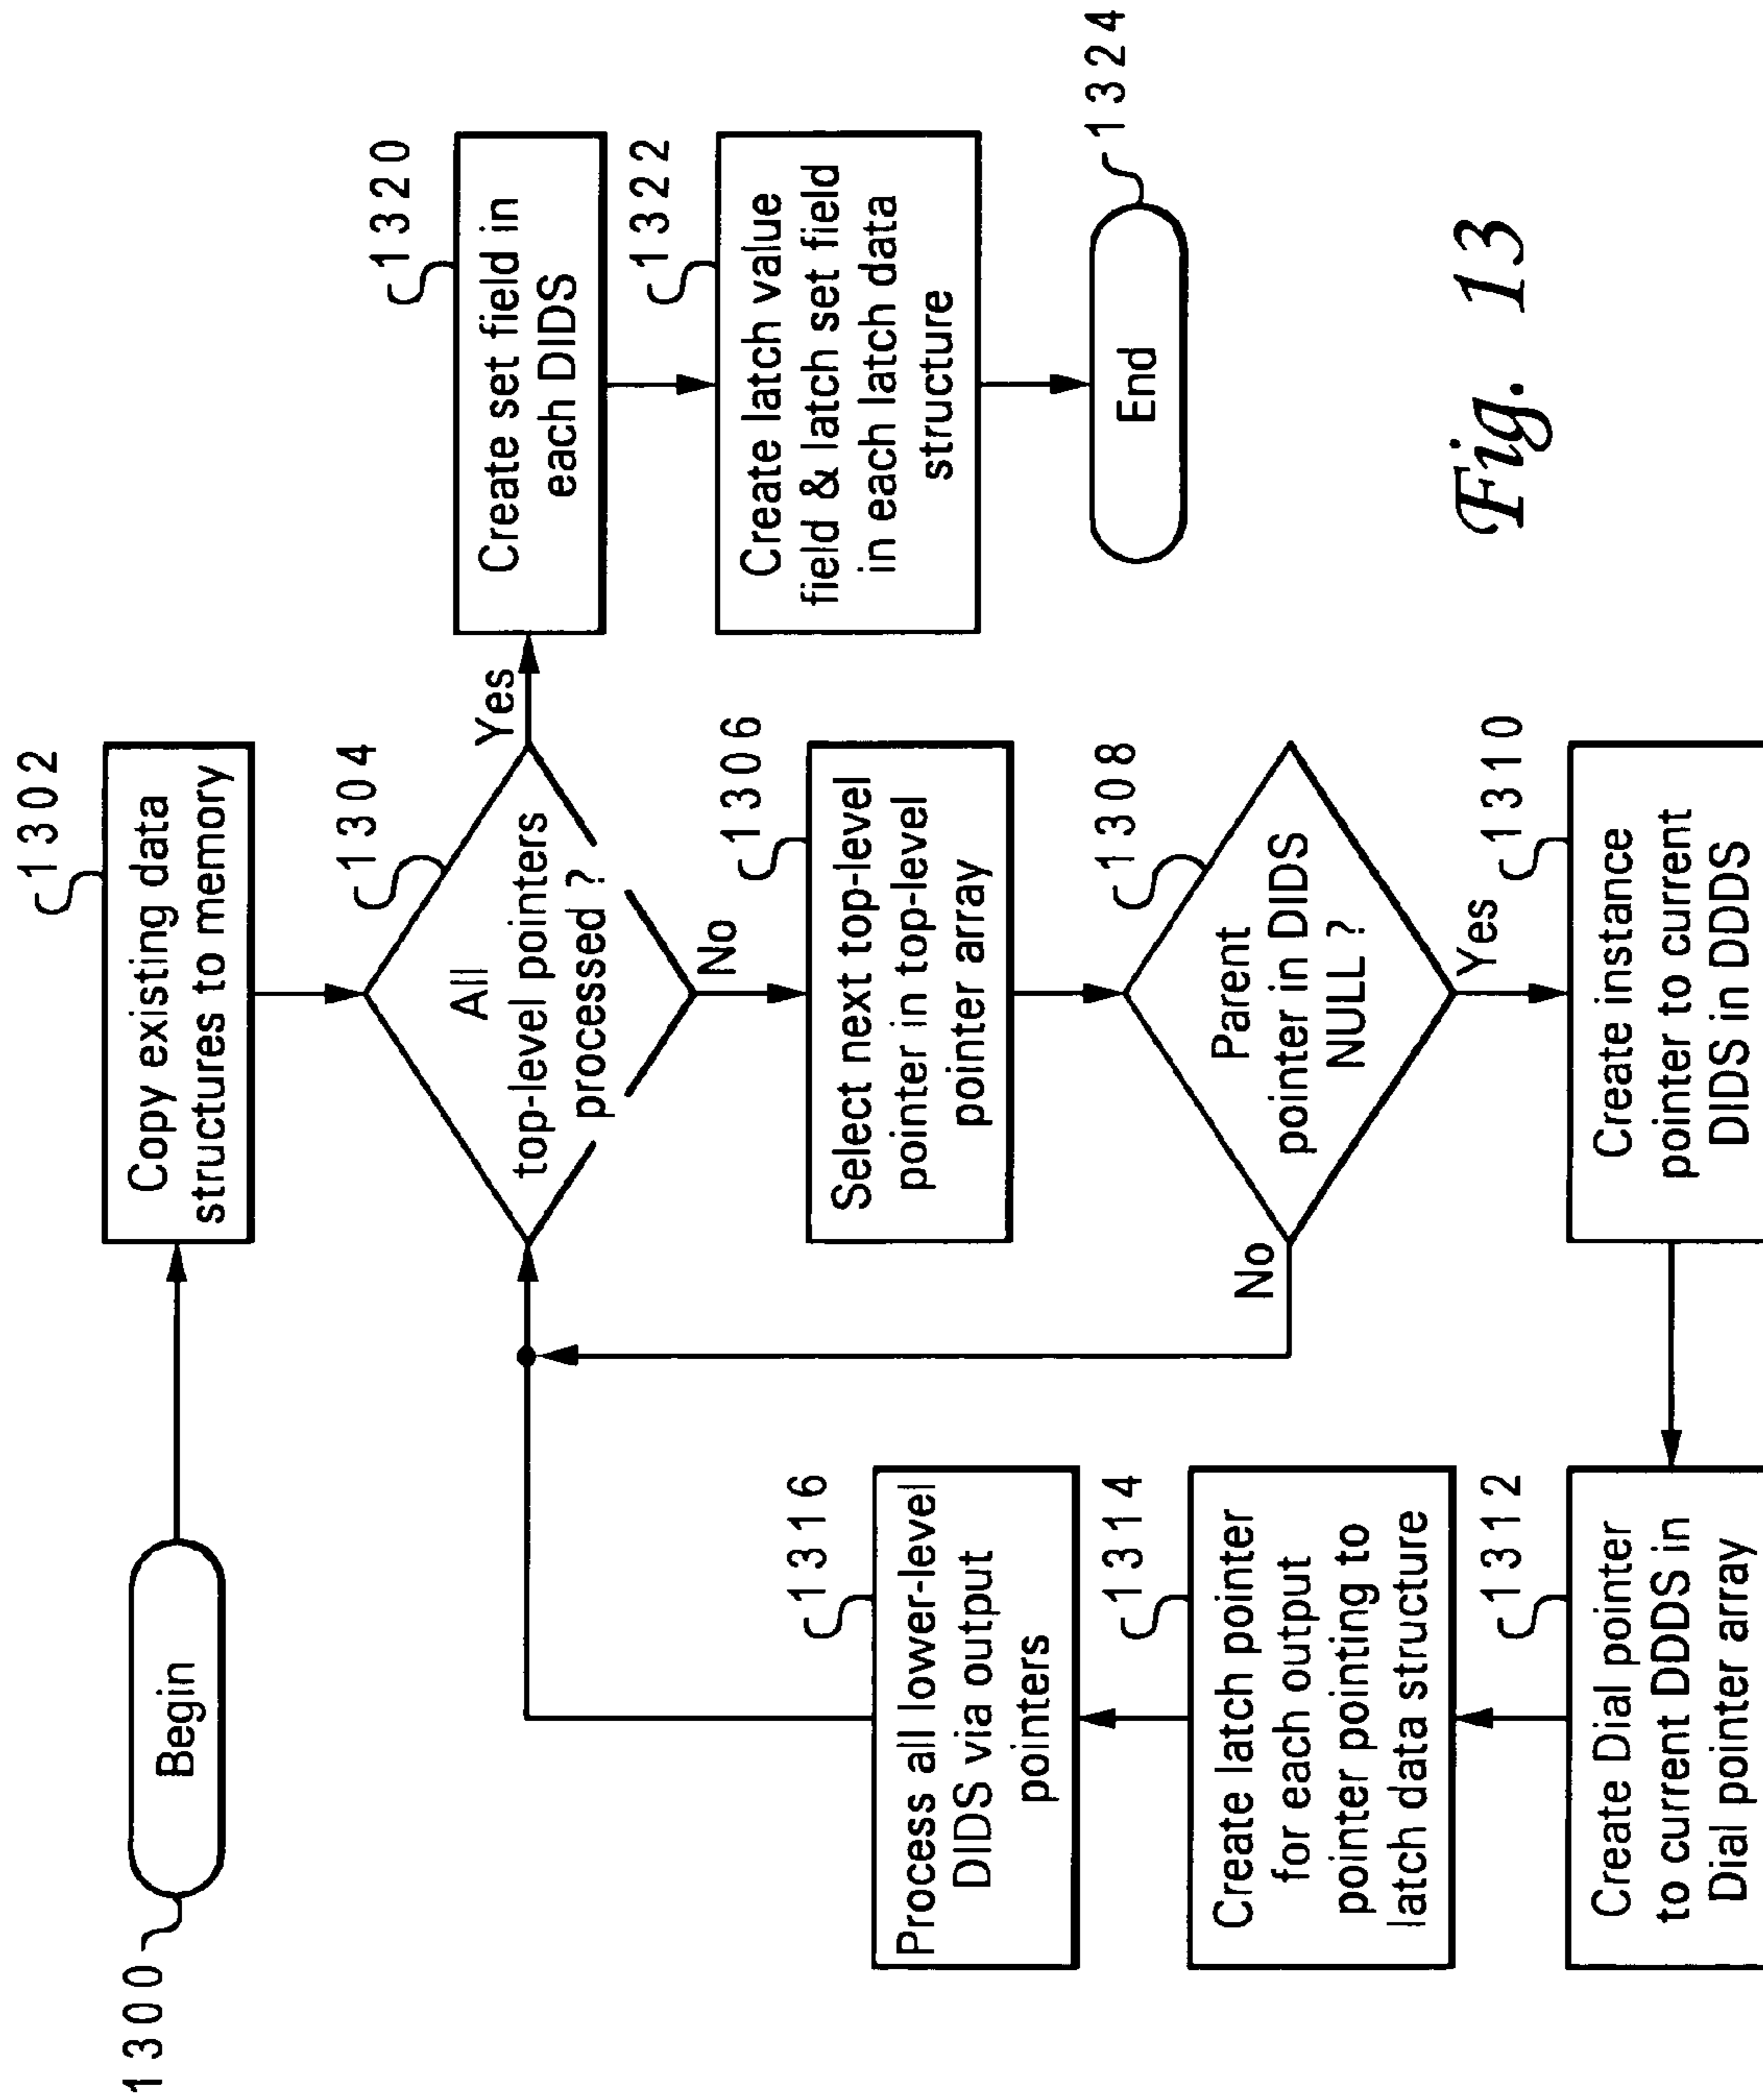 1300
Begin
1302
Copy existing data
structures to memory
1304
All
top-level pointers
processed ?
Yes
No
1320
Create set field in
each DIDS
1322
Create latch value
field & latch set field
in each latch data
structure
End
1324
1306
Select next top-level
pointer in top-level
pointer array
1308
Parent
pointer in DIDS
NULL ?
No
Yes
1310
Create instance
pointer to current
DIDS in DDDS
1312
Create Dial pointer
to current DDDS in
Dial pointer array
1314
Create latch pointer
for each output
pointer pointing to
latch data structure
1316
Process all lower-level
DIDS via output
pointers
Fig. 13